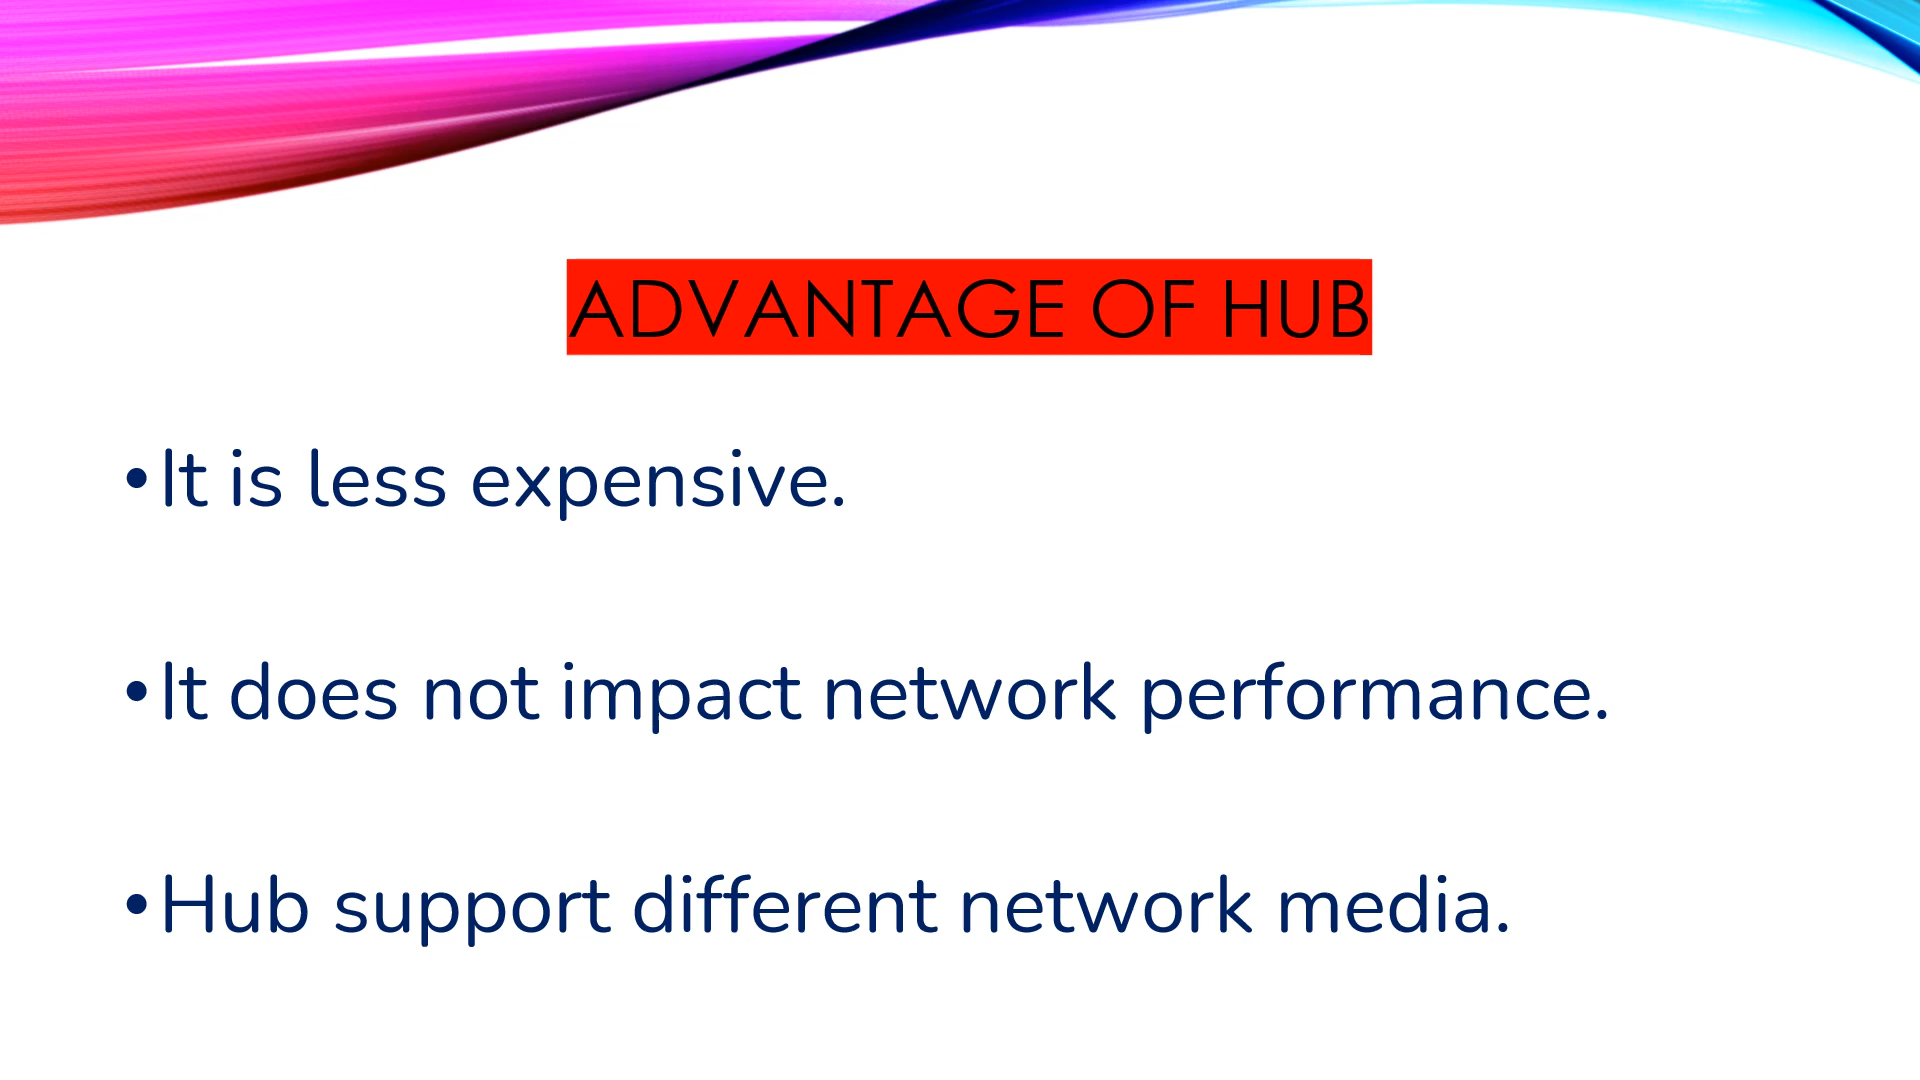 ADVANTAGE OF HUB
•It is less expensive.
•It does not impact network performance.
•Hub support different network media.